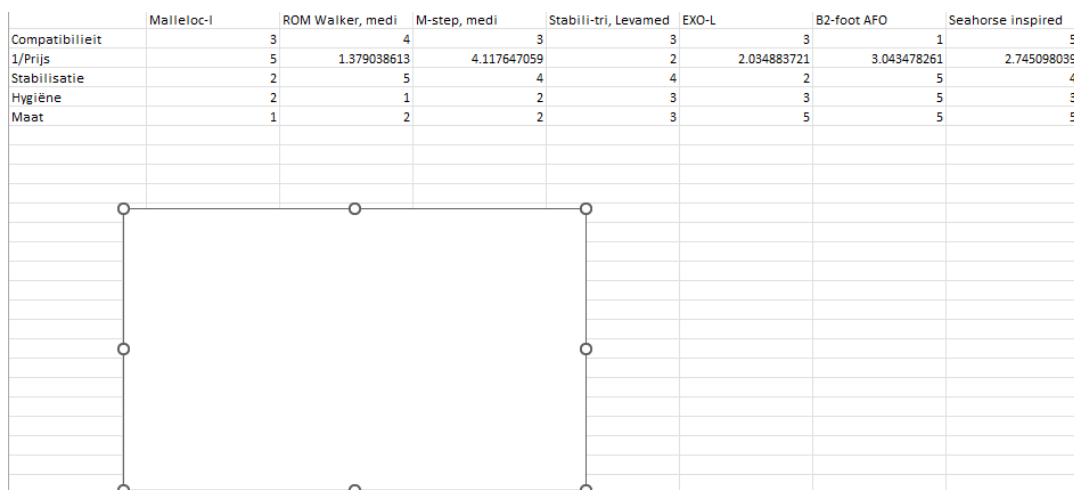 Malleloc-l ROM Walker, medi M-step, medi Stabili-tri, Levamed EXO-L B2-foot AFO Seahorse inspired
Compatibilieit 3 4 3 3 3 1 5
1/Prijs 5 1.379038613 4.117647059 2 2.034883721 3.043478261 2.745098039
Stabilisatie 2 5 4 4 2 5 4
Hygiëne 2 1 2 3 3 5 3
Maat 1 2 2 3 5 5 5